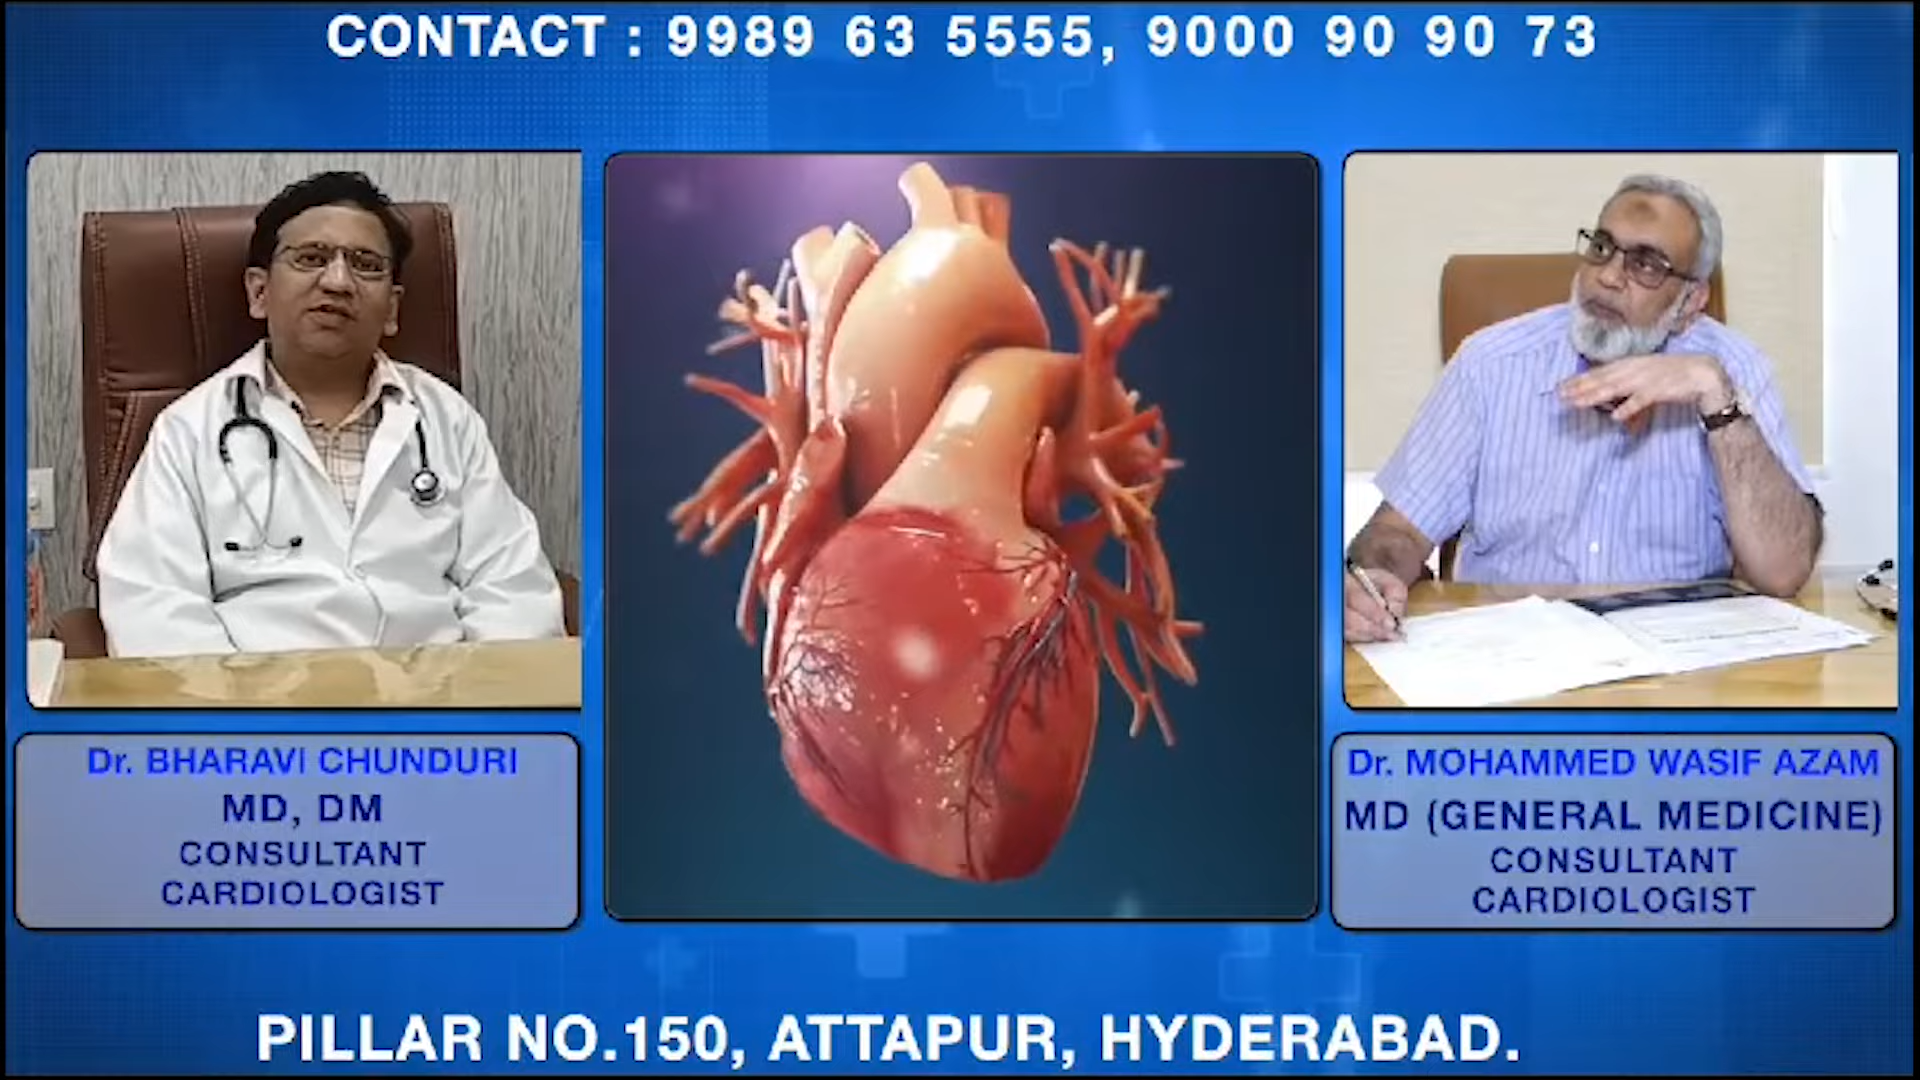 CONTACT : 9989 63 5555, 9000 90 90 73
Dr. BHARAVI CHUNDURI
MD, DM
CONSULTANT
CARDIOLOGIST
Dr. MOHAMMED WASIF AZAM
MD (GENERAL MEDICINE)
CONSULTANT
CARDIOLOGIST
PILLAR NO.150, ATTAPUR, HYDERABAD.